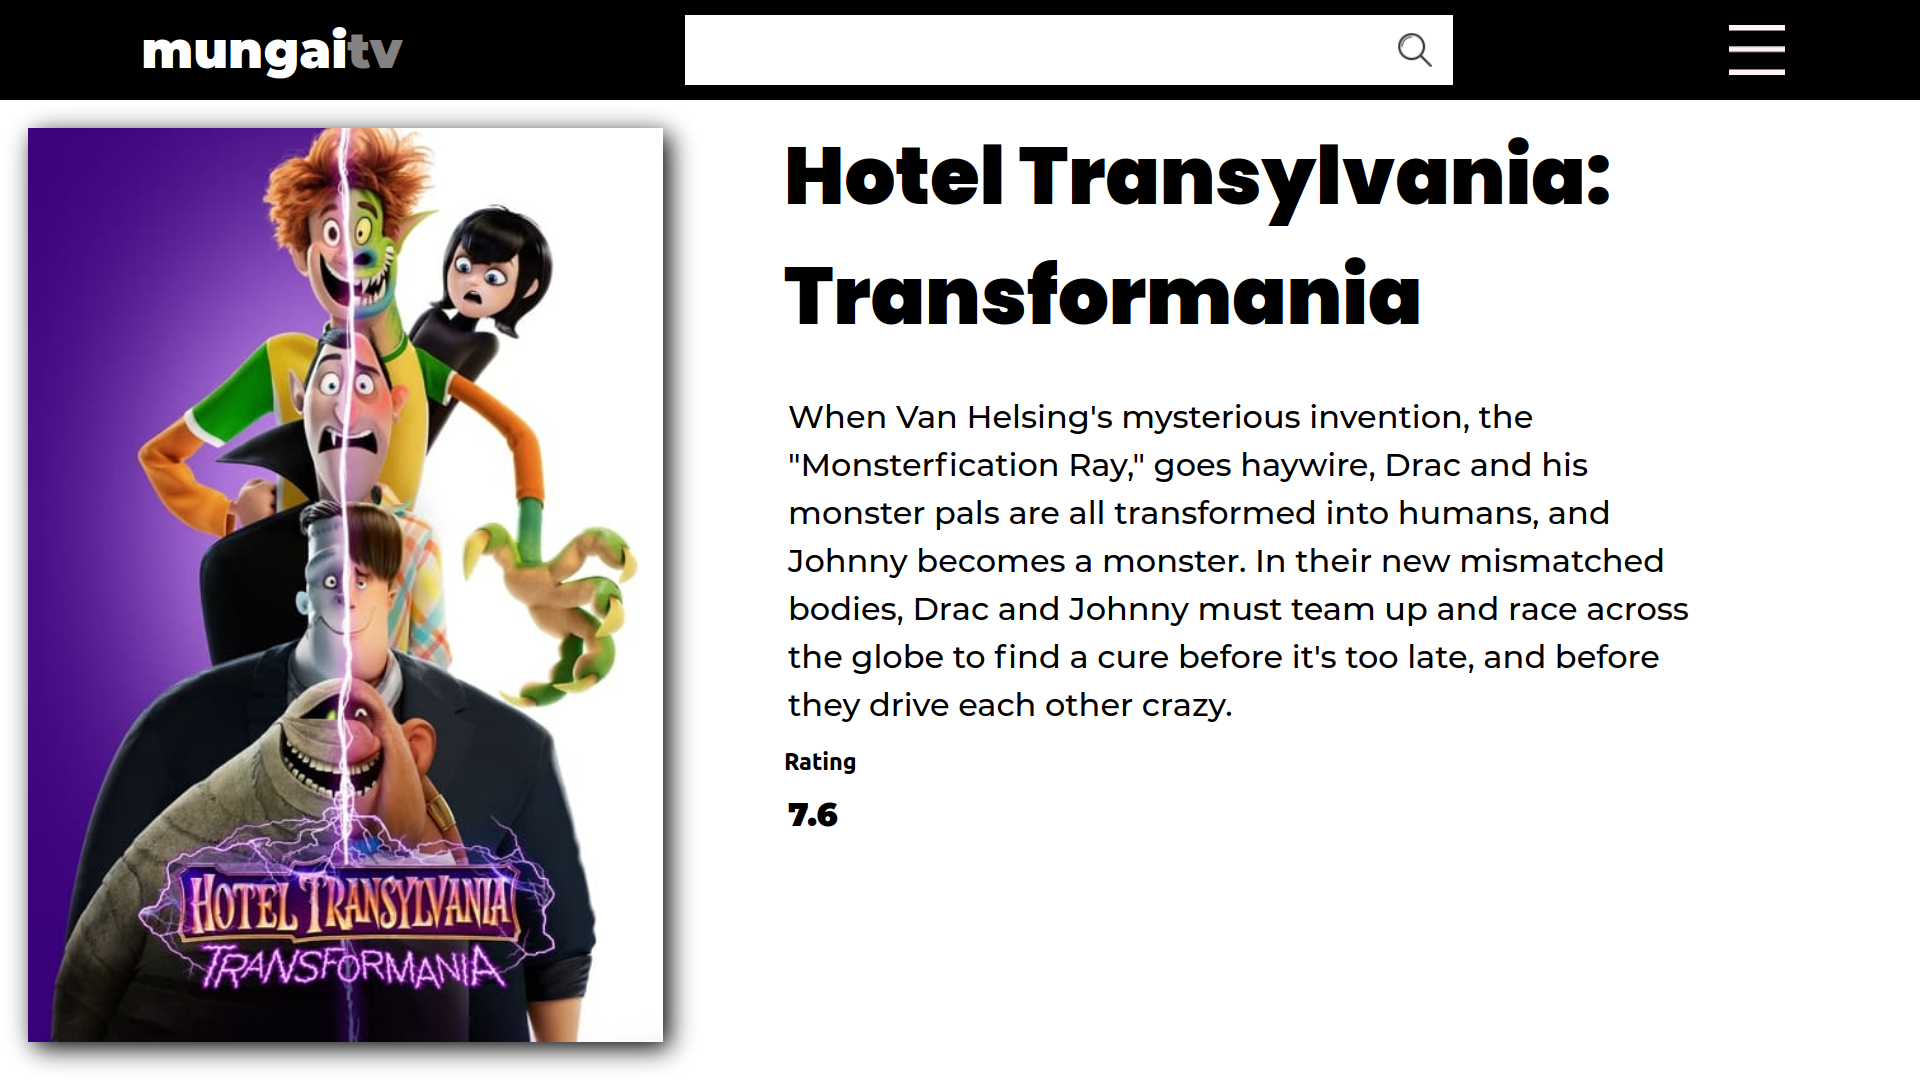 mungaitv
Hotel Transylvania:
Transformania
When Van Helsing's mysterious invention, the
"Monsterfication Ray," goes haywire, Drac and his
monster pals are all transformed into humans, and
Johnny becomes a monster. In their new mismatched
bodies, Drac and Johnny must team up and race across
the globe to find a cure before it's too late, and before
they drive each other crazy.
Rating
7.6
HOTEL TRANSYLVANIA
TRANSFORMANIA